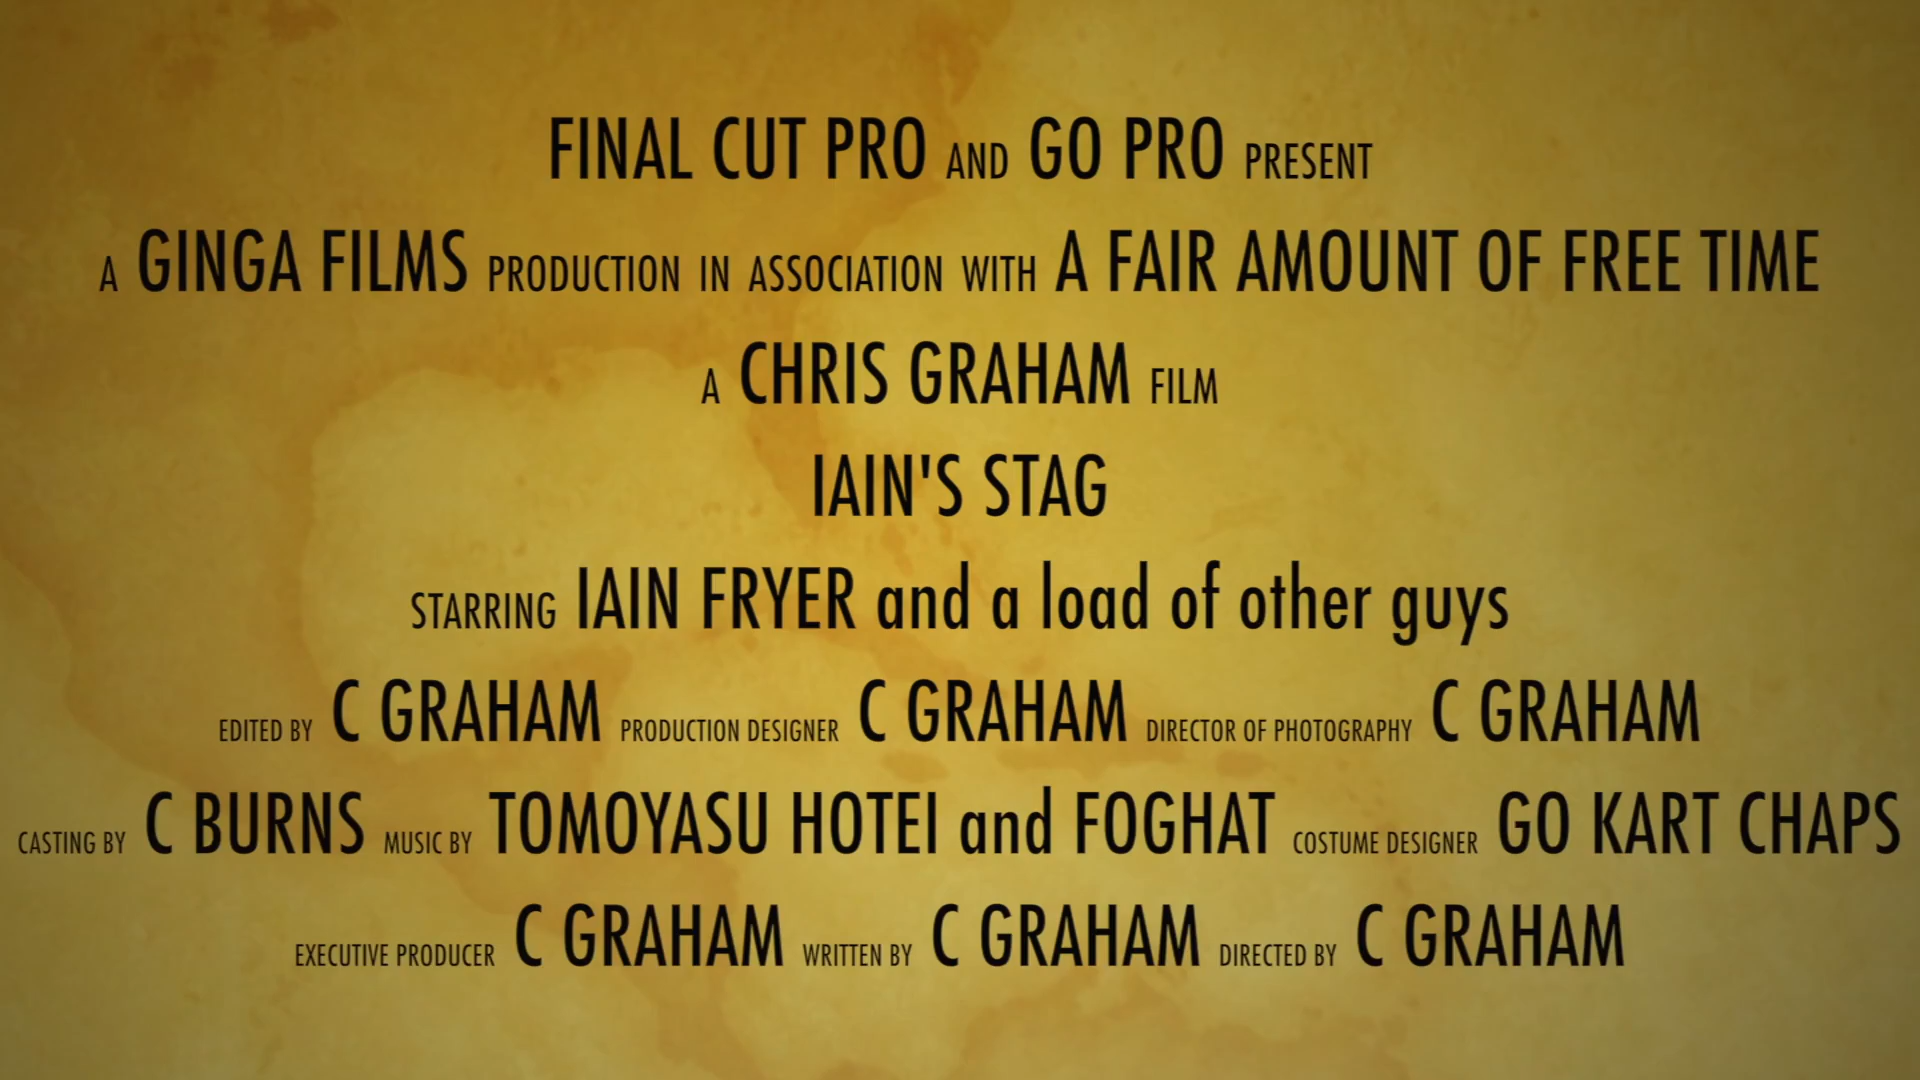 FINAL CUT PRO AND GO PRO PRESENT
A GINGA FILMS PRODUCTION IN ASSOCIATION WITH A FAIR AMOUNT OF FREE TIME
A CHRIS GRAHAM FILM
IAIN'S STAG
STARRING IAIN FRYER and a load of other guys
EDITED BY C GRAHAM PRODUCTION DESIGNER C GRAHAM DIRECTOR OF PHOTOGRAPHY C GRAHAM
CASTING BY C BURNS MUSIC BY TOMOYASU HOTEI and FOGHAT COSTUME DESIGNER GO KART CHAPS
EXECUTIVE PRODUCER C GRAHAM WRITTEN BY C GRAHAM DIRECTED BY C GRAHAM